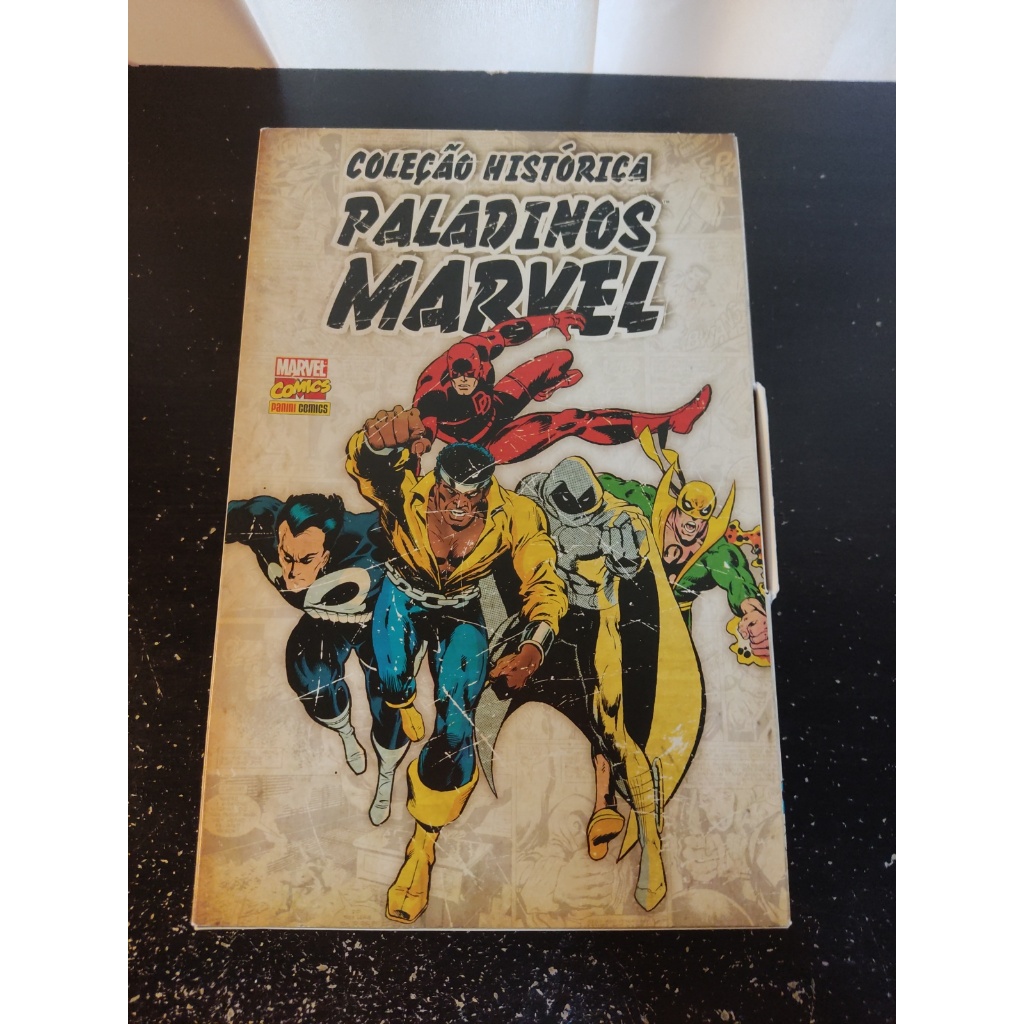 COLEÇÃO HISTÓRICA
PALADINOS
MARVEL
MARVEL
COMICS
PANINI COMICS